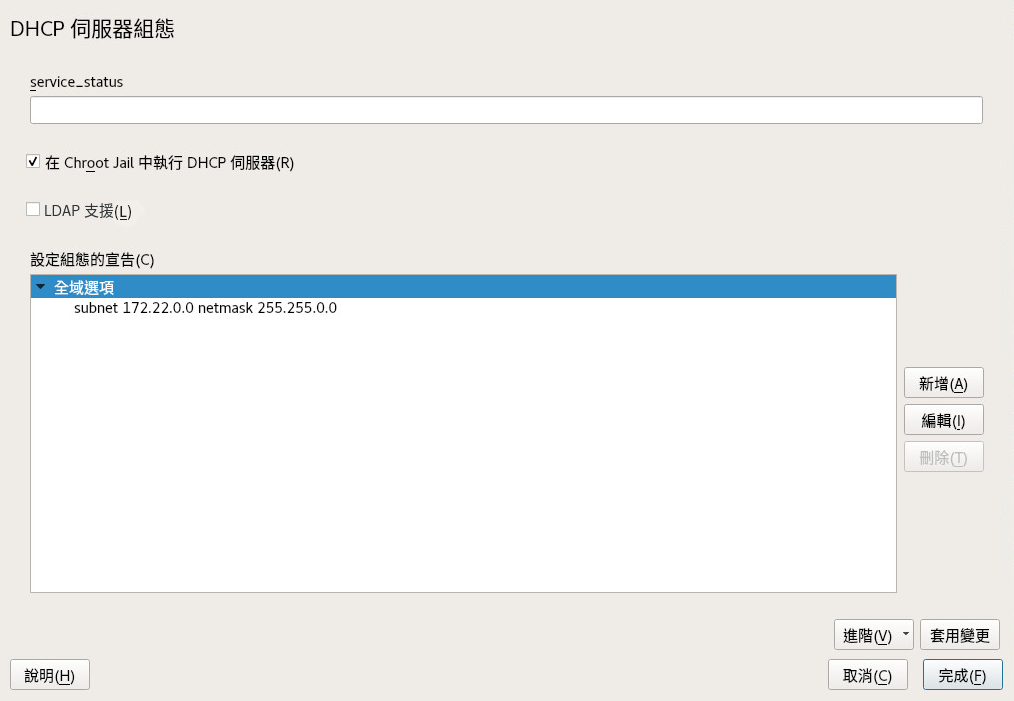 DHCP 伺服器組態
service_status
在 Chroot Jail 中執行 DHCP 伺服器(R)
LDAP 支援(L)
設定組態的宣告(C)
全域選項
subnet 172.22.0.0 netmask 255.255.0.0
新增(A)
編輯(I)
刪除(T)
進階(V)
套用變更
說明(H)
取消(C)
完成(F)